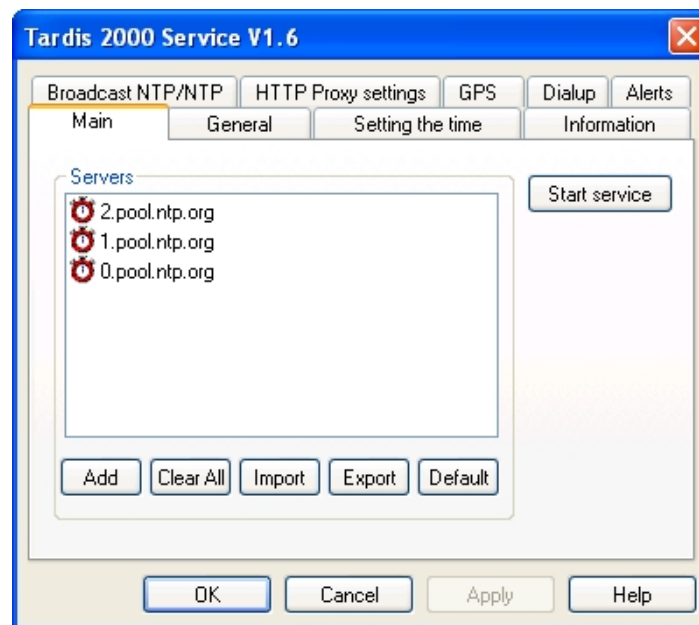 Tardis 2000 Service V1.6
Broadcast NTP/NTP HTTP Proxy settings GPS Dialup Alerts
Main General Setting the time Information
Servers
Start service
2.pool.ntp.org
1.pool.ntp.org
0.pool.ntp.org
Add Clear All Import Export Default
OK Cancel Apply Help